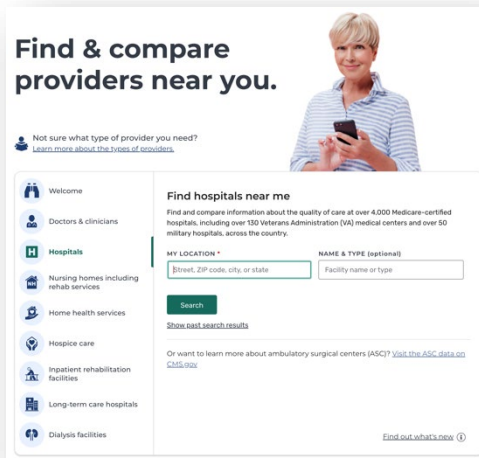 Find & compare
providers near you.
Not sure what type of provider you need?
Learn more about the types of providers.
Welcome
Doctors & clinicians
Hospitals
Nursing homes including
rehab services
Home health services
Hospice care
Inpatient rehabilitation
facilities
Long-term care hospitals
Dialysis facilities
Find hospitals near me
Find and compare information about the quality of care at over 4,000 Medicare-certified
hospitals, including over 130 Veterans Administration (VA) medical centers and over 50
military hospitals, across the country.
MY LOCATION *
Street, ZIP code, city, or state
NAME & TYPE (optional)
Facility name or type
Search
Show past search results
Or want to learn more about ambulatory surgical centers (ASC)? Visit the ASC data on
CMS.gov
Find out what's new